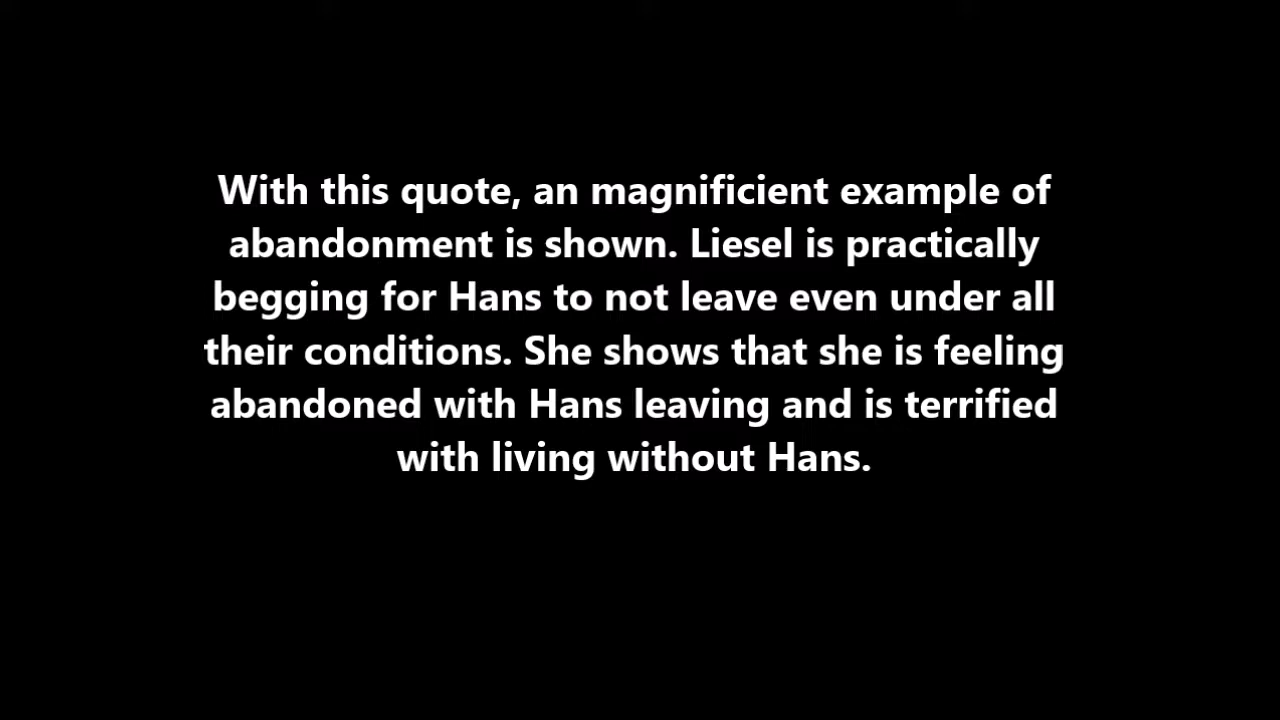 With this quote, an magnificient example of
abandonment is shown. Liesel is practically
begging for Hans to not leave even under all
their conditions. She shows that she is feeling
abandoned with Hans leaving and is terrified
with living without Hans.